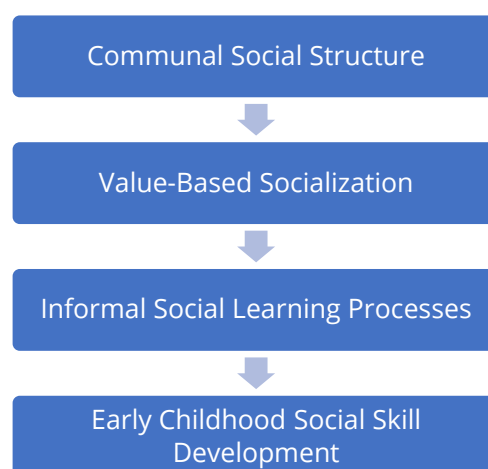 Communal Social Structure
Value-Based Socialization
Informal Social Learning Processes
Early Childhood Social Skill
Development